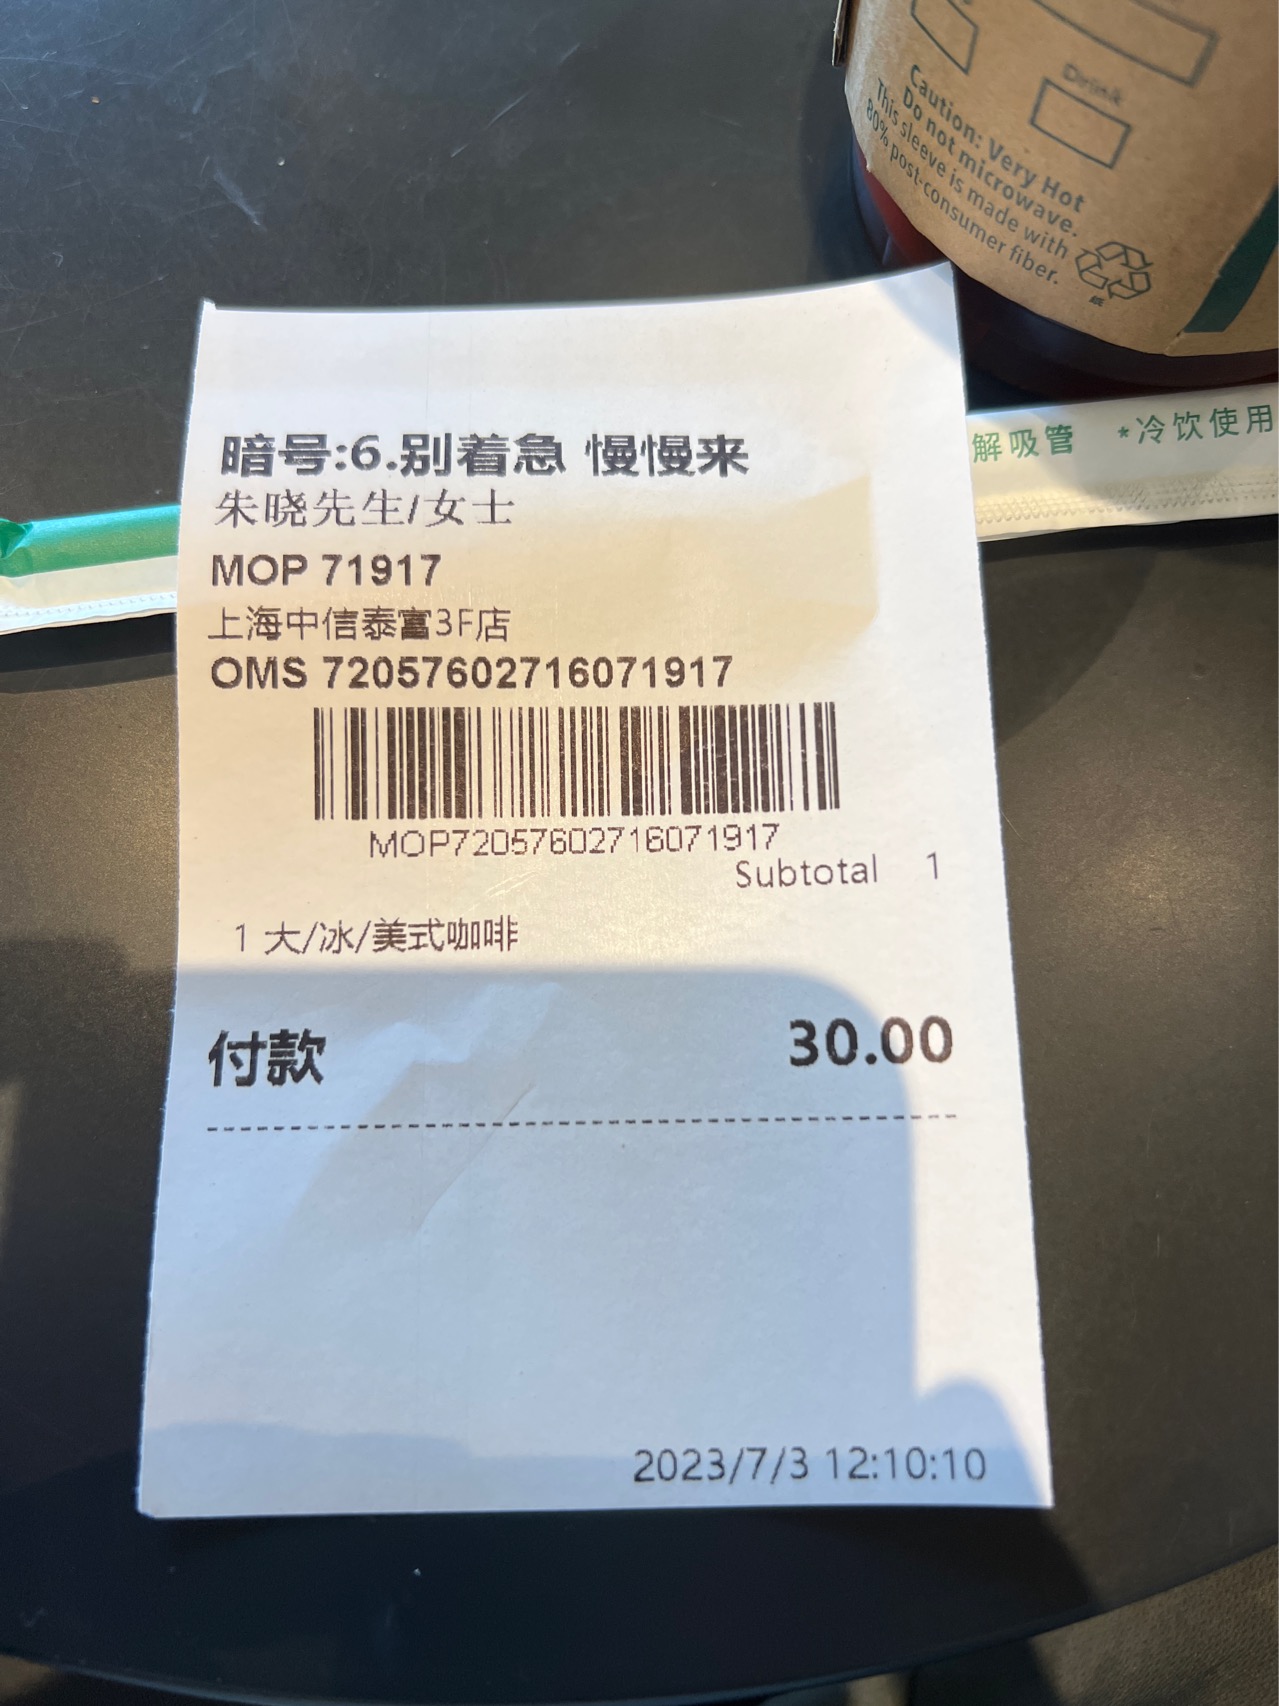 Drink
Caution: Very Hot
Do not microwave.
This sleeve is made with
80% post-consumer fiber.
纸
解吸管 *冷饮使用
暗号:6.别着急 慢慢来
朱晓先生/女士
MOP 71917
上海中信泰富3F店
OMS 72057602716071917
MOP72057602716071917
Subtotal 1
1 大/冰/美式咖啡
付款 30.00
2023/7/3 12:10:10